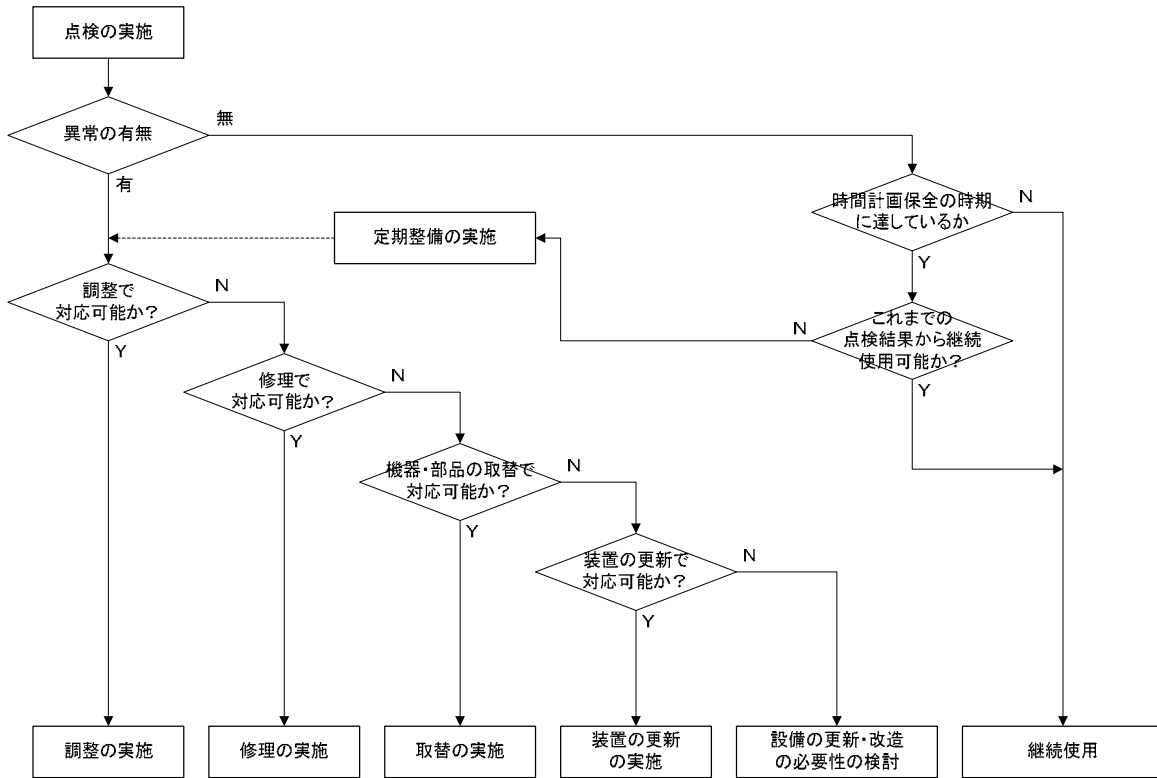 点検の実施
異常の有無
無
有
時間計画保全の時期
に達しているか
N
Y
定期整備の実施
これまでの
点検結果から継続
使用可能か?
N
Y
調整で
対応可能か?
N
Y
修理で
対応可能か?
N
Y
機器・部品の取替で
対応可能か?
N
Y
装置の更新で
対応可能か?
N
Y
調整の実施
修理の実施
取替の実施
装置の更新
の実施
設備の更新・改造
の必要性の検討
継続使用